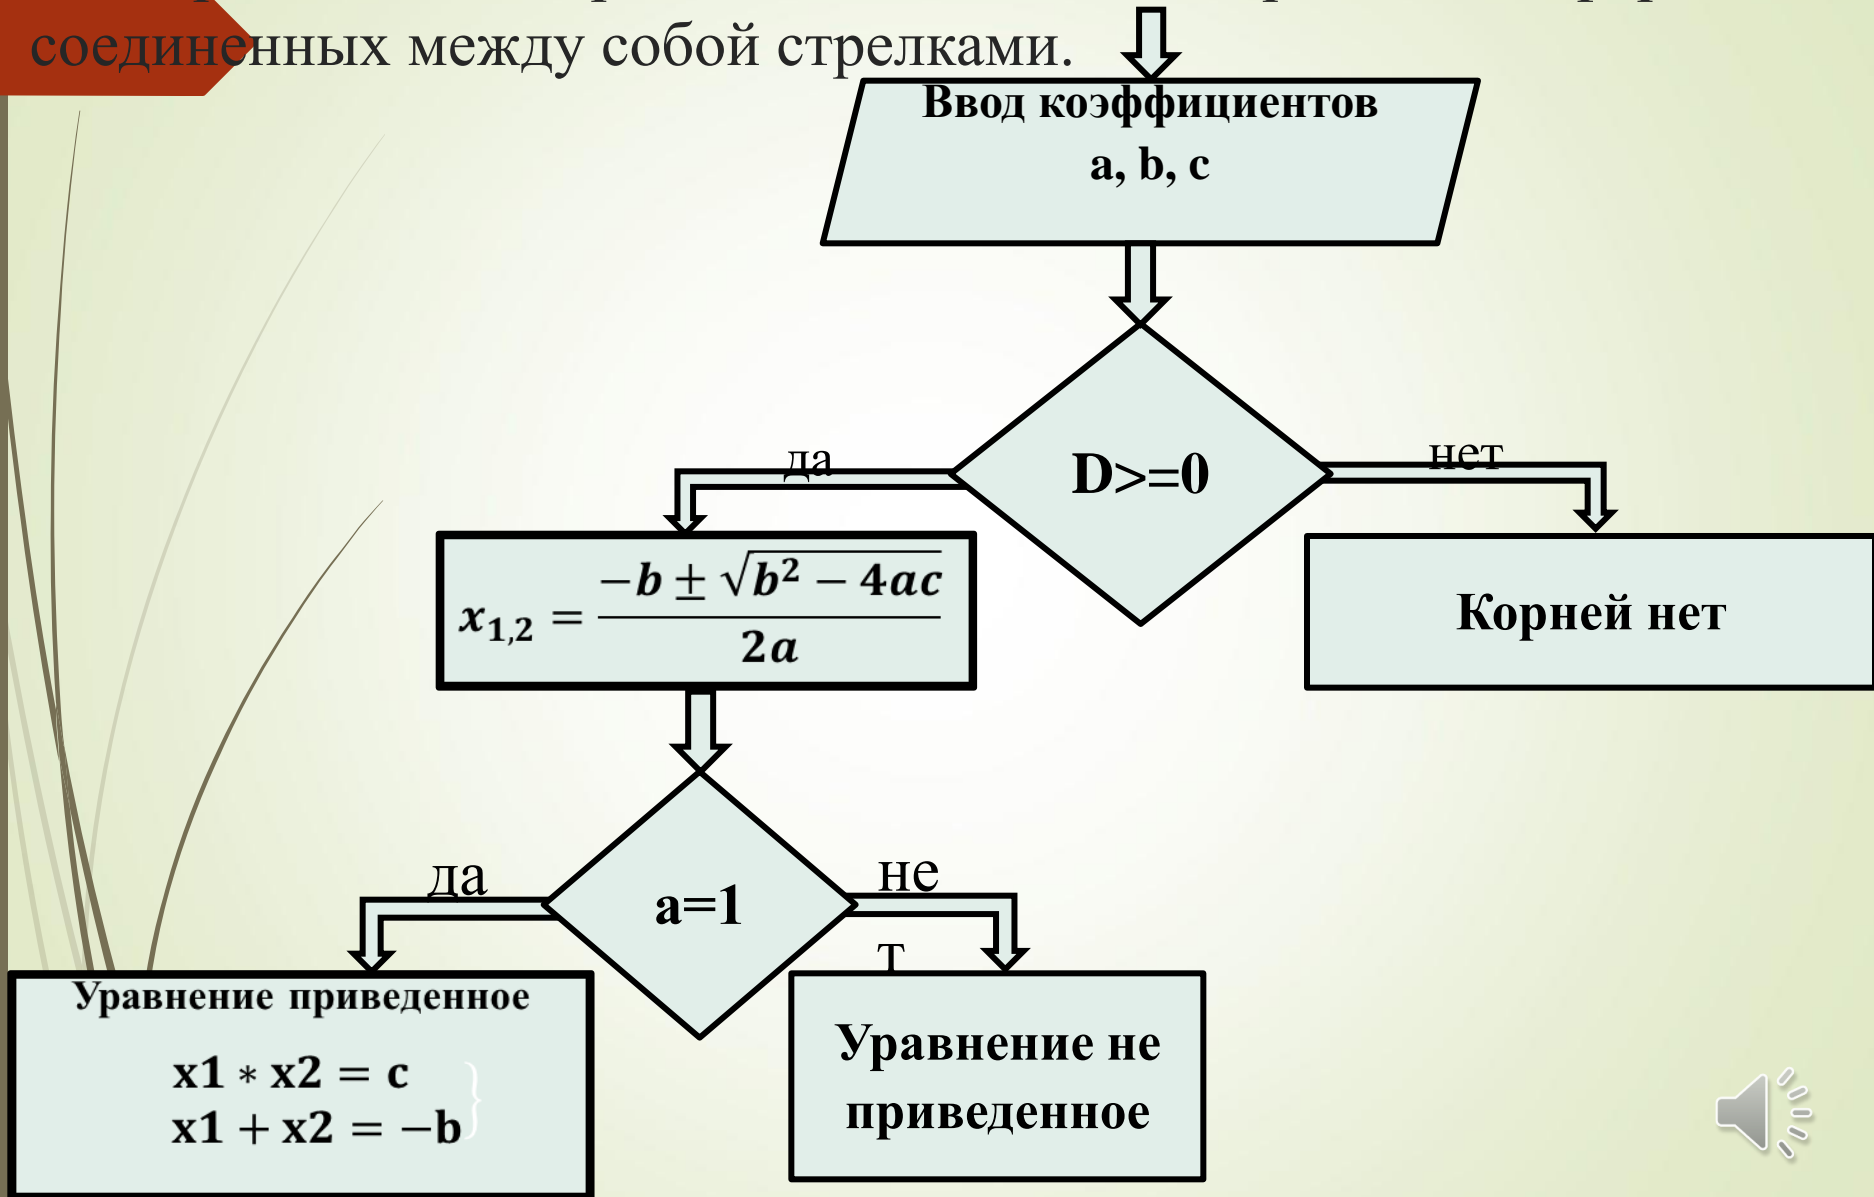 соединенных между собой стрелками.
Ввод коэффициентов
a, b, c
D>=0
да
нет
x₁,₂ = (−b ± √(b² − 4ac)) / 2a
Корней нет
a=1
да
не
т
Уравнение приведенное
x1 ∗ x2 = c
x1 + x2 = −b
}
Уравнение не
приведенное